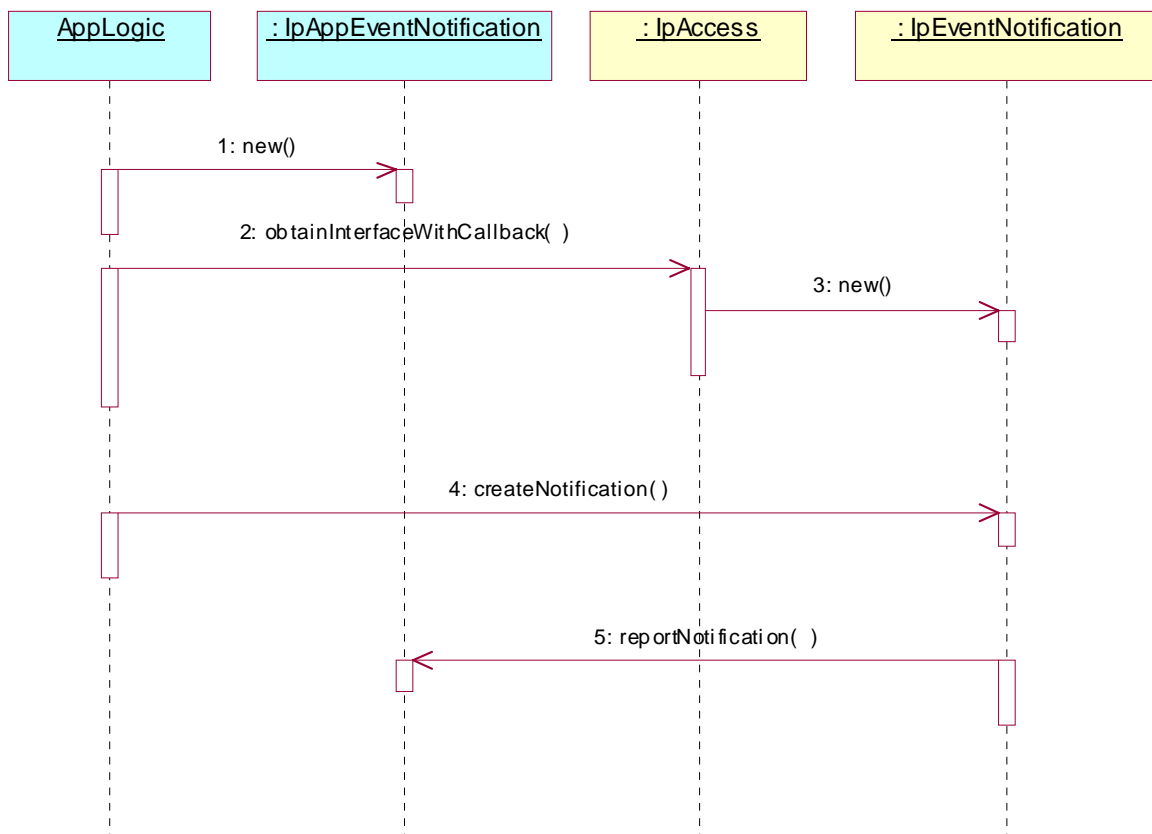 AppLogic
: IpAppEventNotification
: IpAccess
: IpEventNotification
1: new()
2: obtainInterfaceWithCallback( )
3: new()
4: createNotification( )
5: reportNotification( )